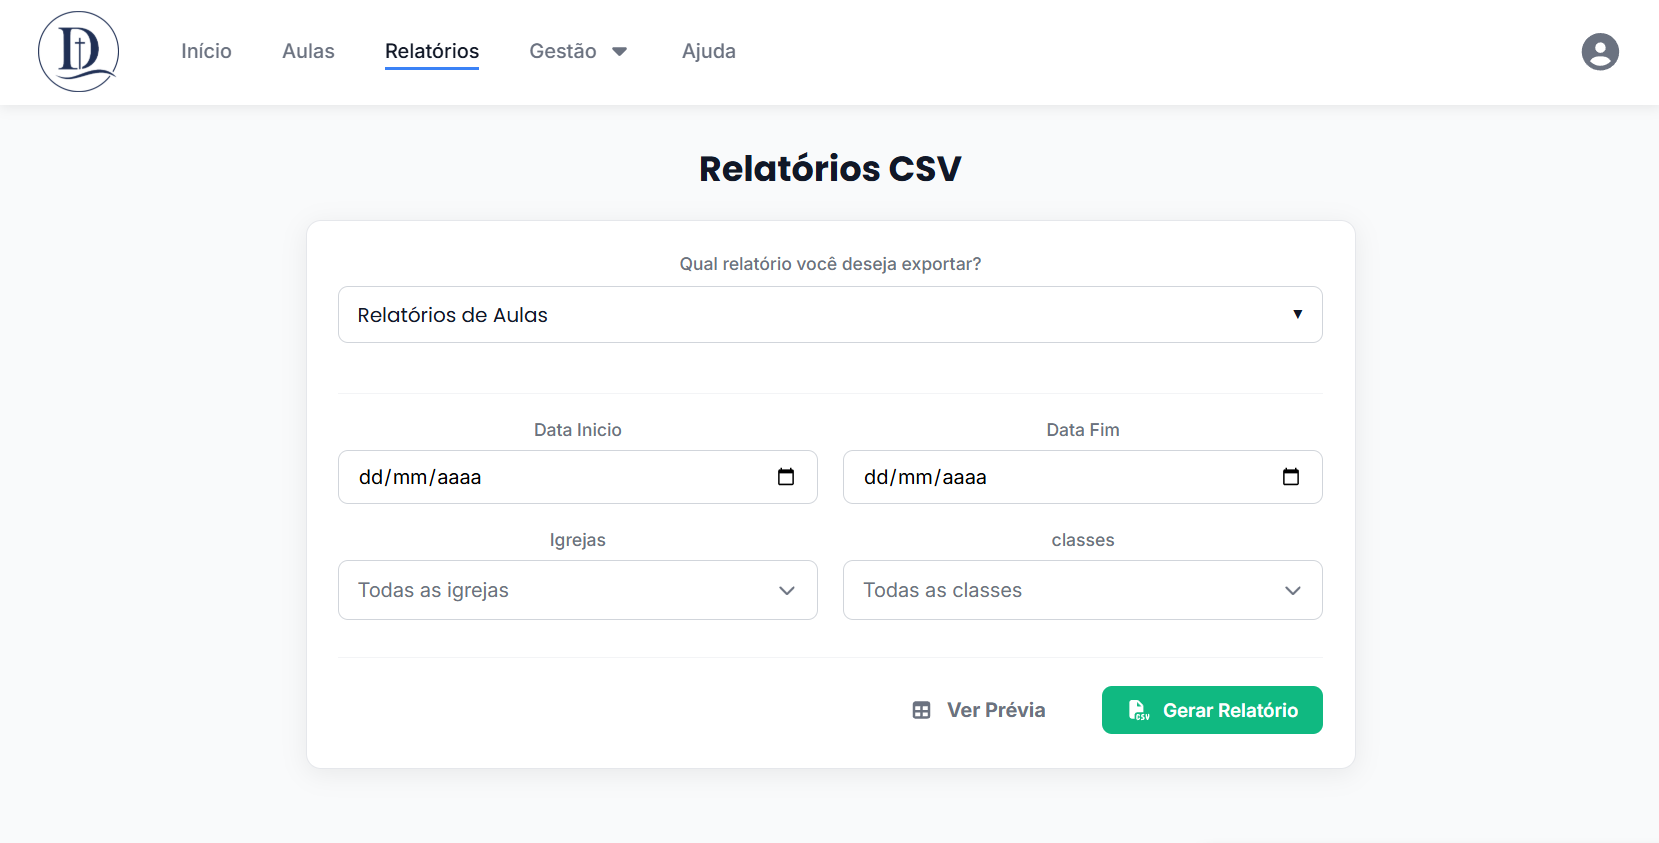 D
Início Aulas Relatórios Gestão Ajuda
Relatórios CSV
Qual relatório você deseja exportar?
Relatórios de Aulas
Data Inicio Data Fim
dd/mm/aaaa dd/mm/aaaa
Igrejas classes
Todas as igrejas Todas as classes
Ver Prévia CSV Gerar Relatório